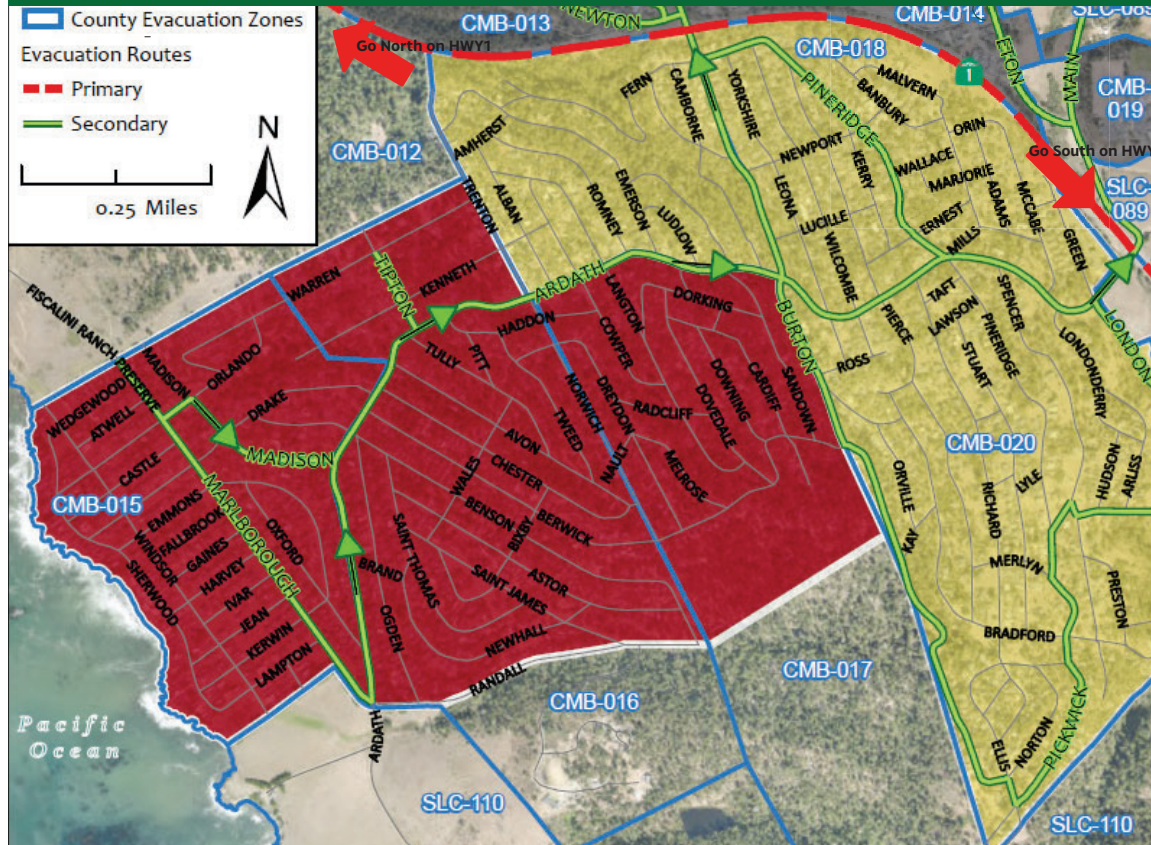 County Evacuation Zones
Evacuation Routes
Primary
Secondary
N
0.25 Miles
NEWTON
CMB-013
CMB-014
SLC-089
Go North on HWY1
CMB-018
ETON
MAIN
1
CMB-
019
FERN
CAMBORNE
YORKSHIRE
PINERIDGE
MALVERN
BANBURY
ORIN
Go South on HWY
CMB-012
AMHERST
NEWPORT
KERRY
WALLACE
MARJORIE
ADAMS
MCCABE
SLC-
089
TRENTON
ALBAN
ROMNEY
EMERSON
LUDLOW
LEONA
LUCILLE
WILCOMBE
ERNEST
MILLS
GREEN
FISCALINI RANCH PRESERVE
WARREN
TIPTON
KENNETH
ARDATH
HADDON
LANGTON
DORKING
BURTON
TAFT
SPENCER
LONDON
MADISON
ORLANDO
TULLY
PITT
COWPER
PIERCE
LAWSON
PINERIDGE
STUART
LONDONDERRY
WEDGEWOOD
ATWELL
DRAKE
NORWICH
DREYDON
RADCLIFF
DOVEDALE
DOWNING
CARDIFF
SANDOWN
ROSS
CASTLE
MADISON
TWEED
AVON
CMB-020
CMB-015
MARLBOROUGH
WALES
CHESTER
NAULT
MELROSE
ORVILLE
RICHARD
LYLE
HUDSON
ARLISS
EMMONS
FALLBROOK
WINDSOR
GAINES
OXFORD
BENSON
BIXBY
BERWICK
KAY
SHERWOOD
HARVEY
IVAR
BRAND
SAINT THOMAS
SAINT JAMES
ASTOR
MERLYN
PRESTON
JEAN
KERWIN
LAMPTON
OGDEN
NEWHALL
BRADFORD
RANDALL
CMB-017
CMB-016
Pacific
Ocean
ARDATH
ELLIS
NORTON
PICKWICK
SLC-110
SLC-110